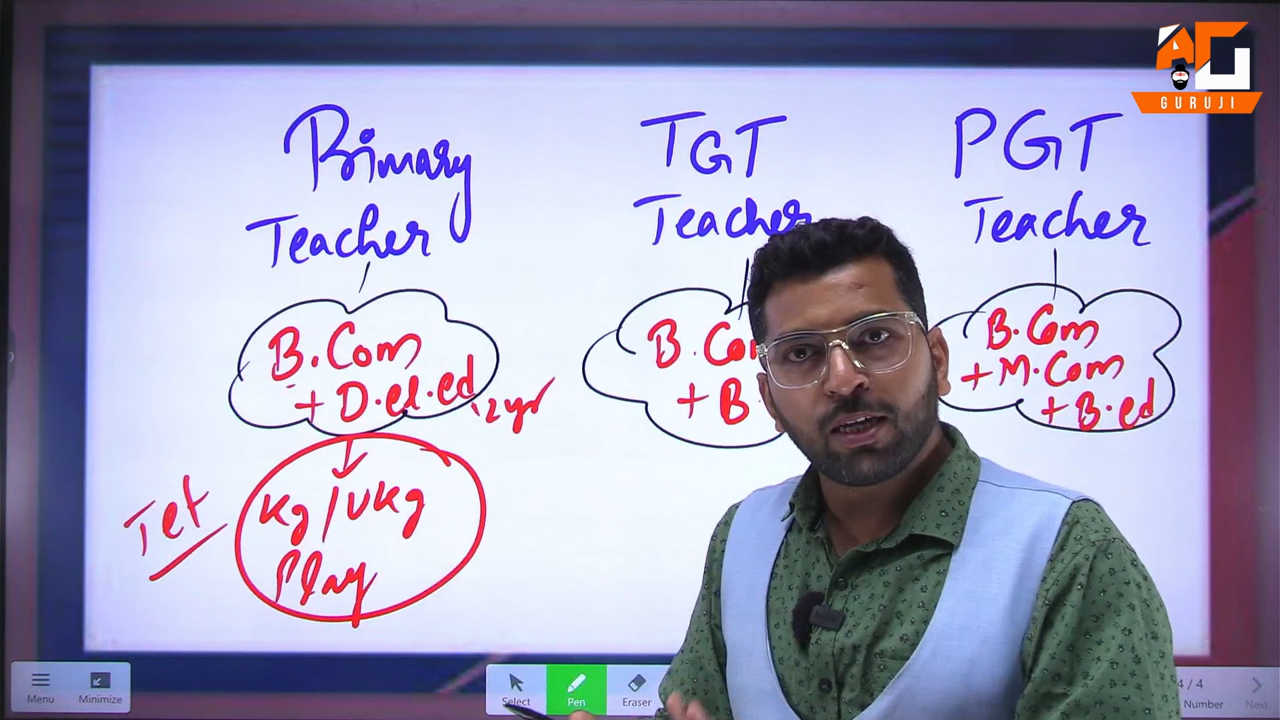 AG
GURUJI
Primary
Teacher
B.Com
+ D.el.ed
2yr
Tet
Kg/UKg
Play
TGT
Teacher
B.Com
+ B.
PGT
Teacher
B.Com
+ M.Com
+ B.ed
Menu
Minimize
Select
Pen
Eraser
4 / 4
Number
Next